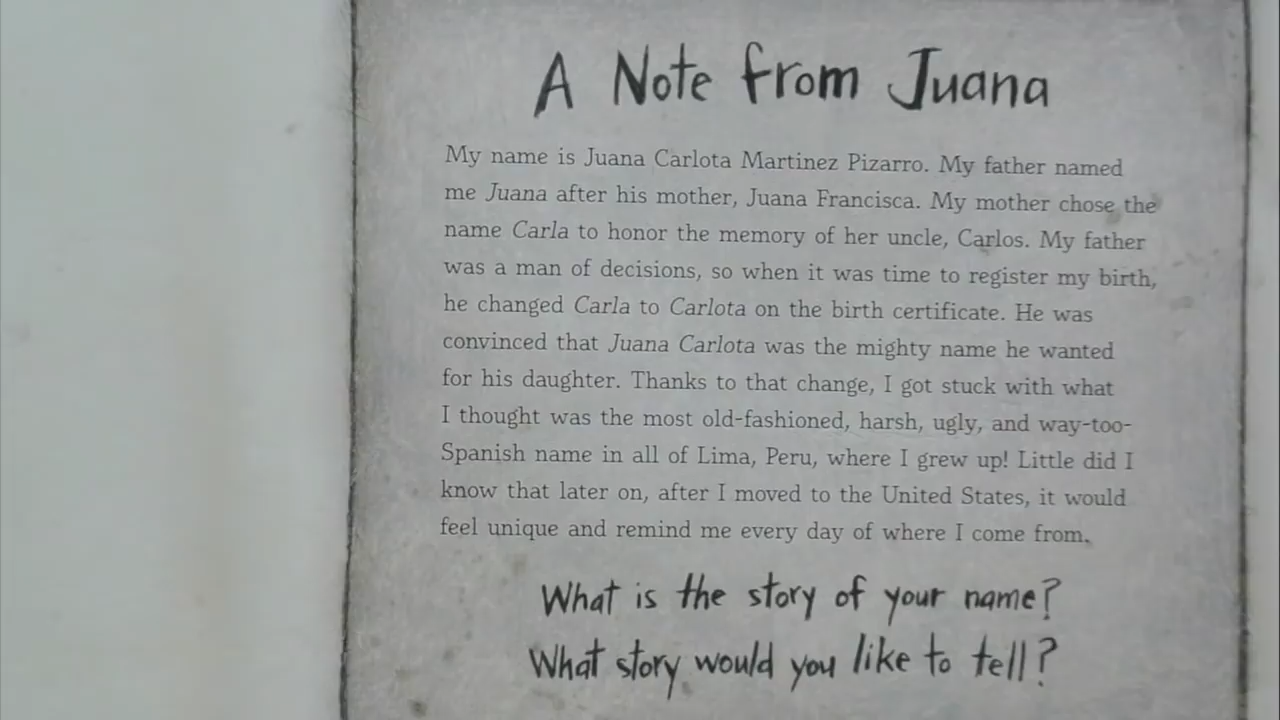 A Note from Juana
My name is Juana Carlota Martinez Pizarro. My father named
me Juana after his mother, Juana Francisca. My mother chose the
name Carla to honor the memory of her uncle, Carlos. My father
was a man of decisions, so when it was time to register my birth,
he changed Carla to Carlota on the birth certificate. He was
convinced that Juana Carlota was the mighty name he wanted
for his daughter. Thanks to that change, I got stuck with what
I thought was the most old-fashioned, harsh, ugly, and way-too-
Spanish name in all of Lima, Peru, where I grew up! Little did I
know that later on, after I moved to the United States, it would
feel unique and remind me every day of where I come from.
What is the story of your name?
What story would you like to tell?